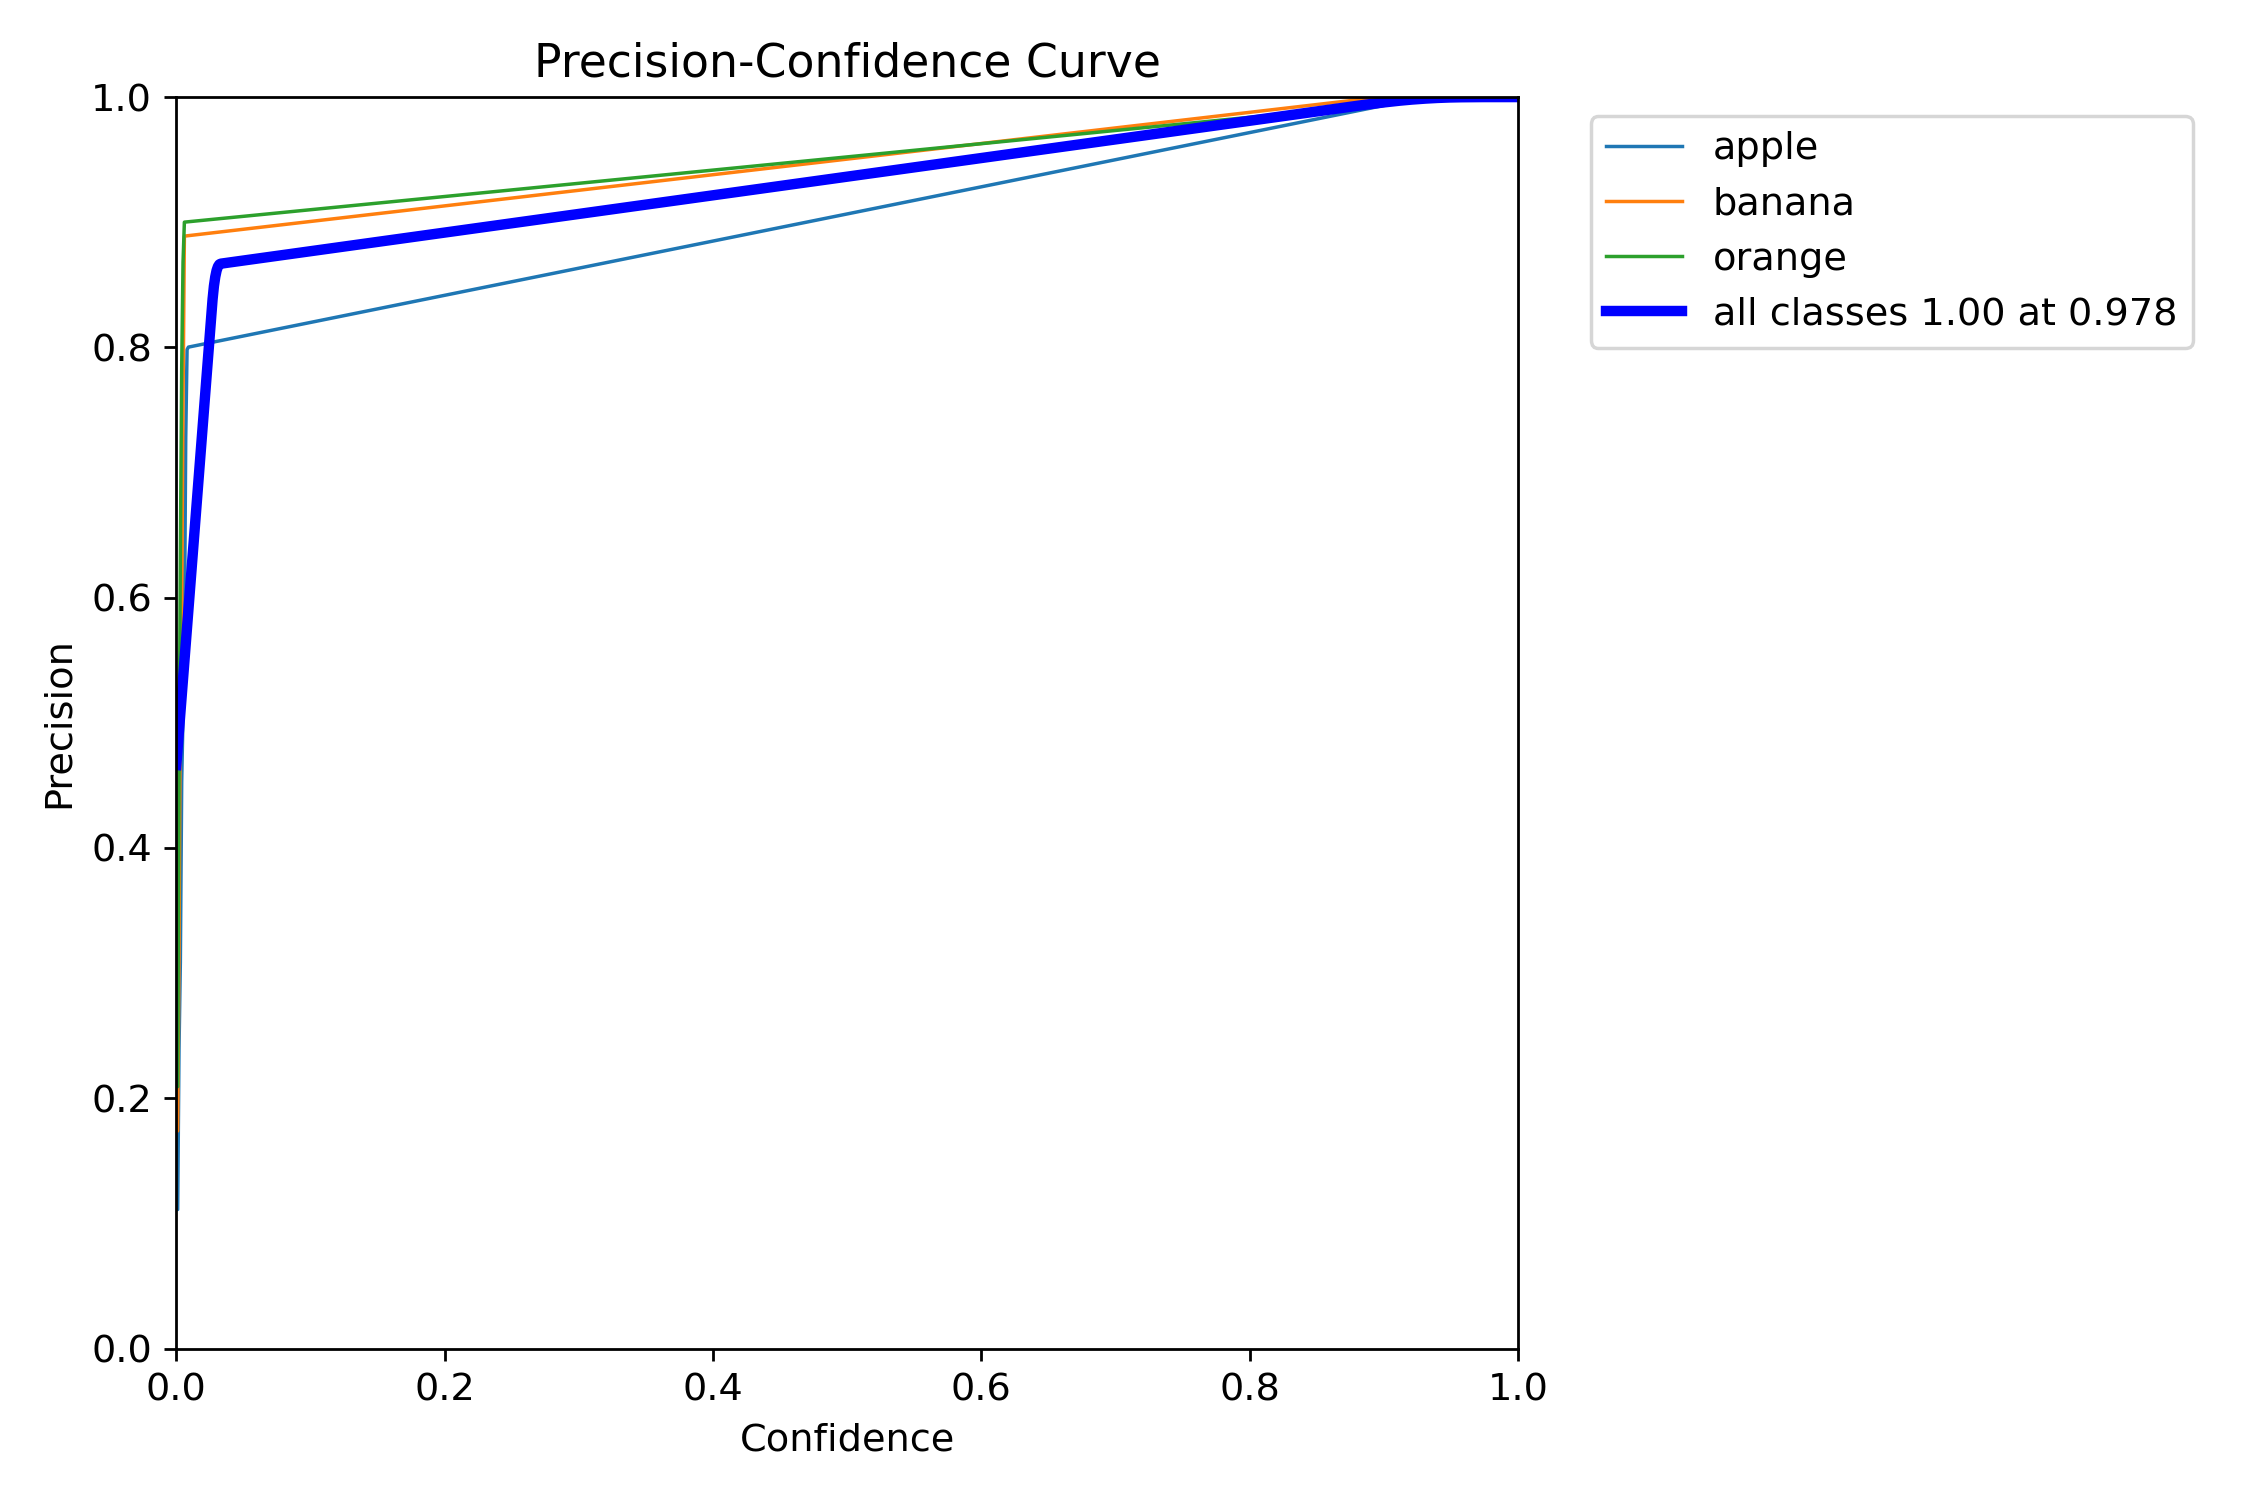 Precision-Confidence Curve
1.0
0.8
0.6
0.4
0.2
0.0
Precision
0.0 0.2 0.4 0.6 0.8 1.0
Confidence
apple
banana
orange
all classes 1.00 at 0.978